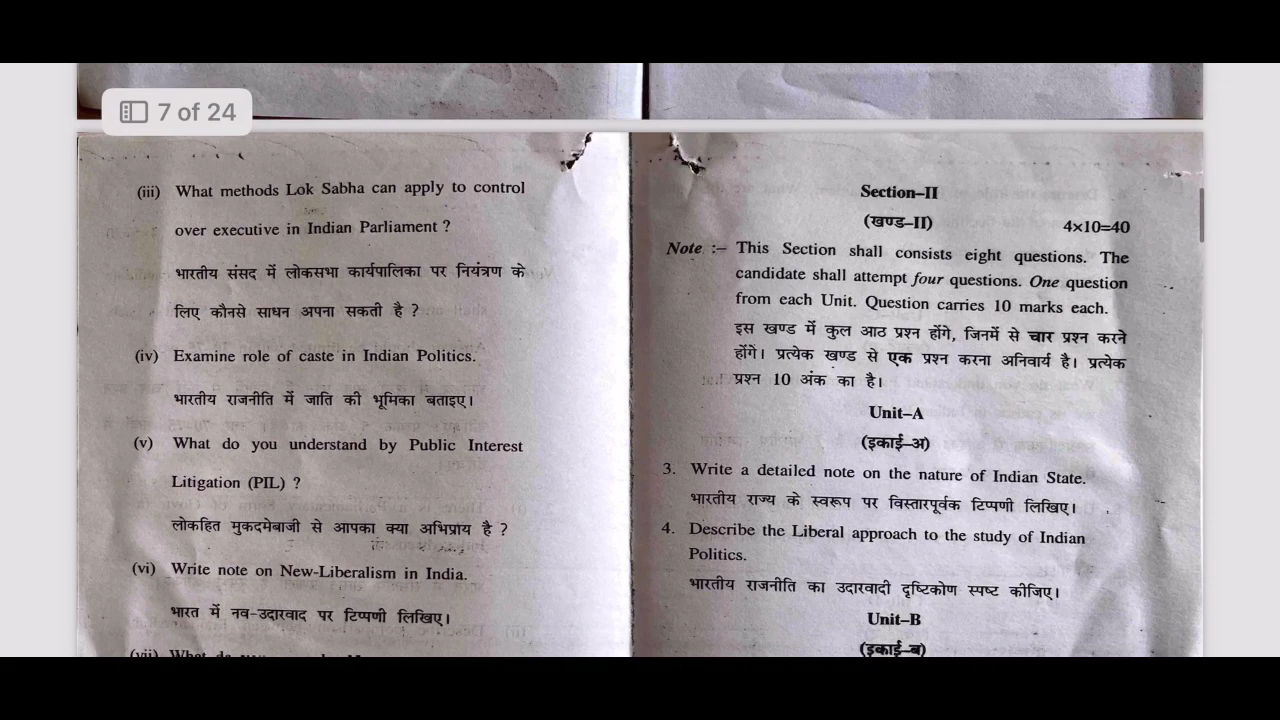 7 of 24
(iii) What methods Lok Sabha can apply to control
over executive in Indian Parliament ?
भारतीय संसद में लोकसभा कार्यपालिका पर नियंत्रण के
लिए कौनसे साधन अपना सकती है ?
(iv) Examine role of caste in Indian Politics.
भारतीय राजनीति में जाति की भूमिका बताइए।
(v) What do you understand by Public Interest
Litigation (PIL) ?
लोकहित मुकदमेबाजी से आपका क्या अभिप्राय है ?
(vi) Write note on New-Liberalism in India.
भारत में नव-उदारवाद पर टिप्पणी लिखिए।
Section–II
(खण्ड–II) 4×10=40
Note :– This Section shall consists eight questions. The
candidate shall attempt four questions. One question
from each Unit. Question carries 10 marks each.
इस खण्ड में कुल आठ प्रश्न होंगे, जिनमें से चार प्रश्न करने
होंगे। प्रत्येक खण्ड से एक प्रश्न करना अनिवार्य है। प्रत्येक
प्रश्न 10 अंक का है।
Unit–A
(इकाई–अ)
3. Write a detailed note on the nature of Indian State.
भारतीय राज्य के स्वरूप पर विस्तारपूर्वक टिप्पणी लिखिए।
4. Describe the Liberal approach to the study of Indian
Politics.
भारतीय राजनीति का उदारवादी दृष्टिकोण स्पष्ट कीजिए।
Unit–B
(इकाई–ब)